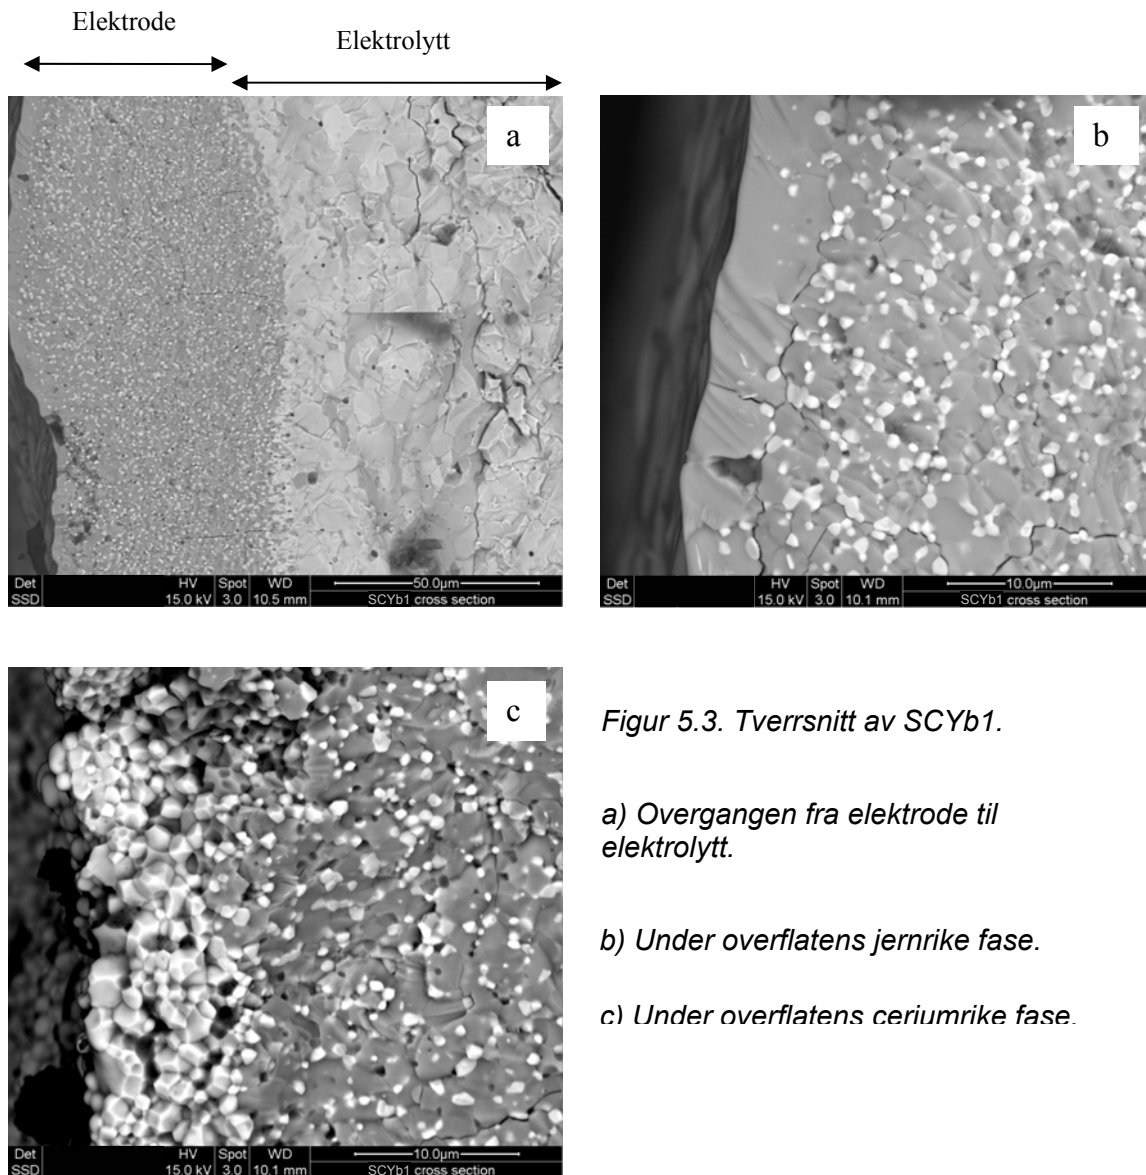 Elektrode
Elektrolytt
a
b
Det HV Spot WD 50.0µm
SSD 15.0 kV 3.0 10.5 mm SCYb1 cross section
Det HV Spot WD 10.0µm
SSD 15.0 kV 3.0 10.1 mm SCYb1 cross section
c
Figur 5.3. Tverrsnitt av SCYb1.
a) Overgangen fra elektrode til
elektrolytt.
b) Under overflatens jernrike fase.
c) Under overflatens ceriumrike fase.
Det HV Spot WD 10.0µm
SSD 15.0 kV 3.0 10.1 mm SCYb1 cross section